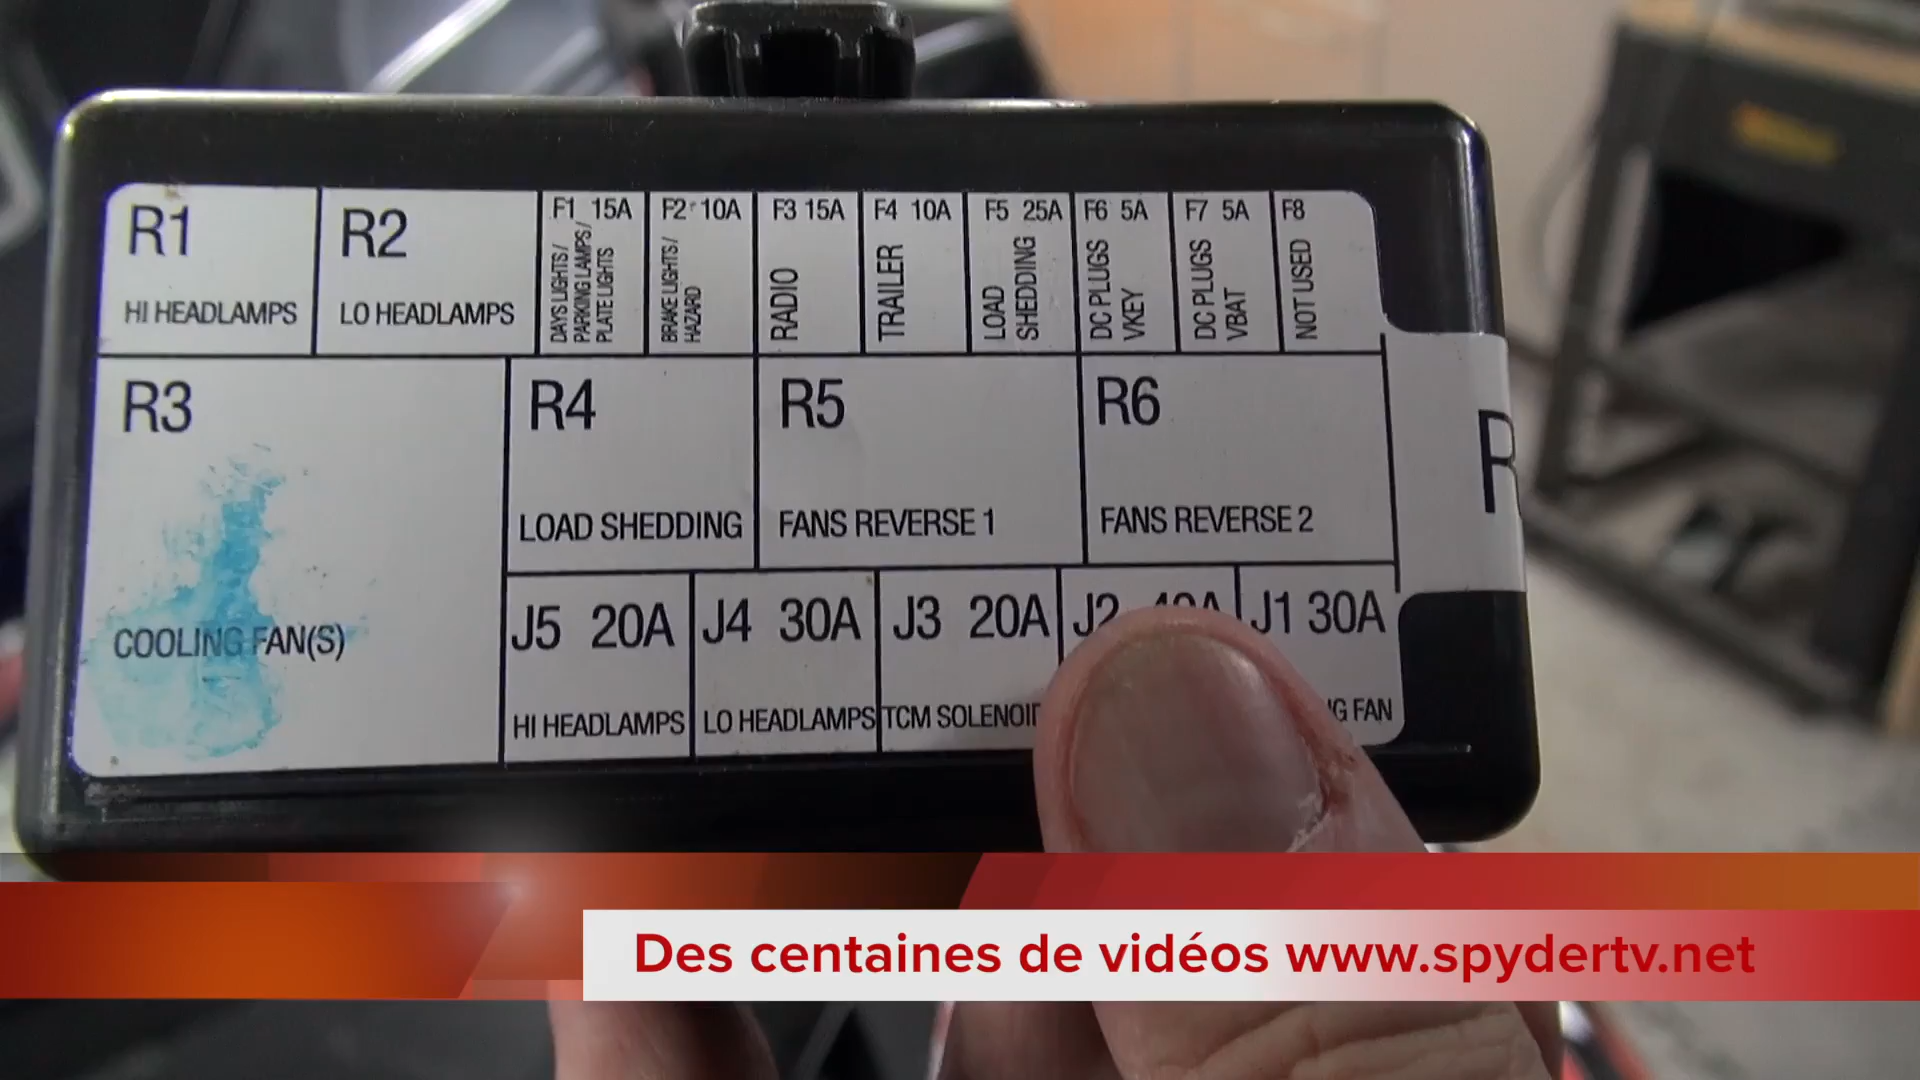 R1
HI HEADLAMPS
R2
LO HEADLAMPS
F1 15A
DAYS LIGHTS /
PARKING LAMPS /
PLATE LIGHTS
F2 10A
BRAKE LIGHTS /
HAZARD
F3 15A
RADIO
F4 10A
TRAILER
F5 25A
LOAD
SHEDDING
F6 5A
DC PLUGS
VKEY
F7 5A
DC PLUGS
VBAT
F8
NOT USED
R3
COOLING FAN(S)
R4
LOAD SHEDDING
R5
FANS REVERSE 1
R6
FANS REVERSE 2
J5 20A
HI HEADLAMPS
J4 30A
LO HEADLAMPS
J3 20A
TCM
J2
J1 30A
FAN
Des centaines de vidéos www.spydertv.net